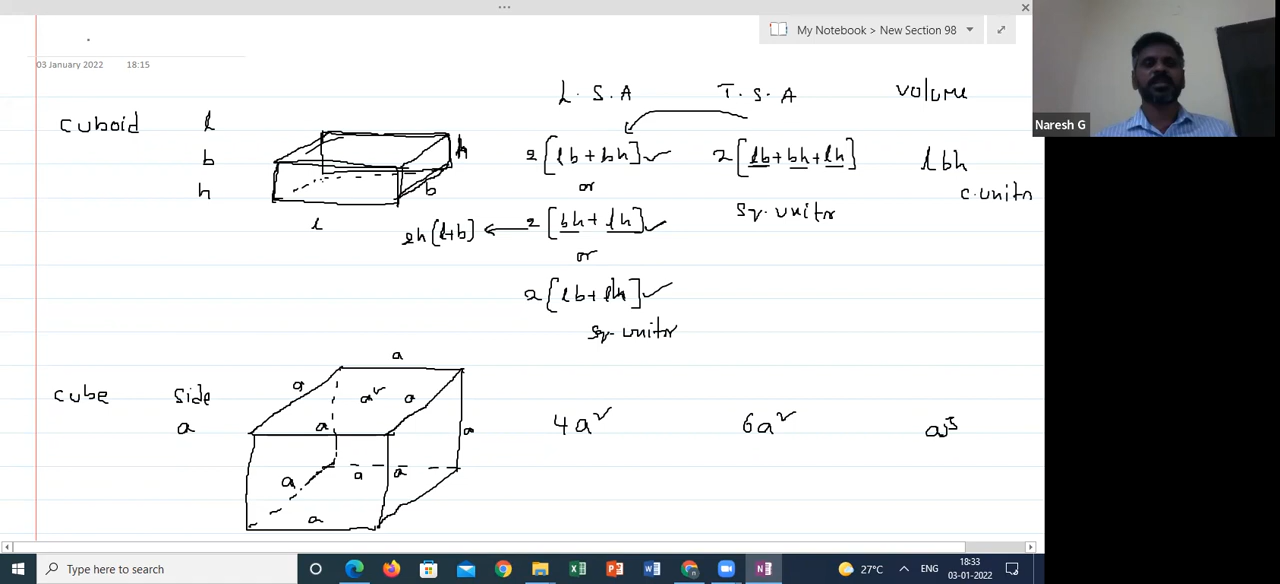 My Notebook > New Section 98
03 January 2022 18:15
Naresh G
L.S.A T.S.A volume
cuboid l
b
h
h
b
l
2[lb+bh]✓ 2[lb+bh+lh] lbh
or sq.units c.units
2h(l+b) ← 2[bh+lh]✓
or
2[lb+lh]✓
sq.units
cube side
a
a
a
a² a
a
a
a
a a
a
4a² 6a² a³
Type here to search
27°C ENG 18:33
03-01-2022